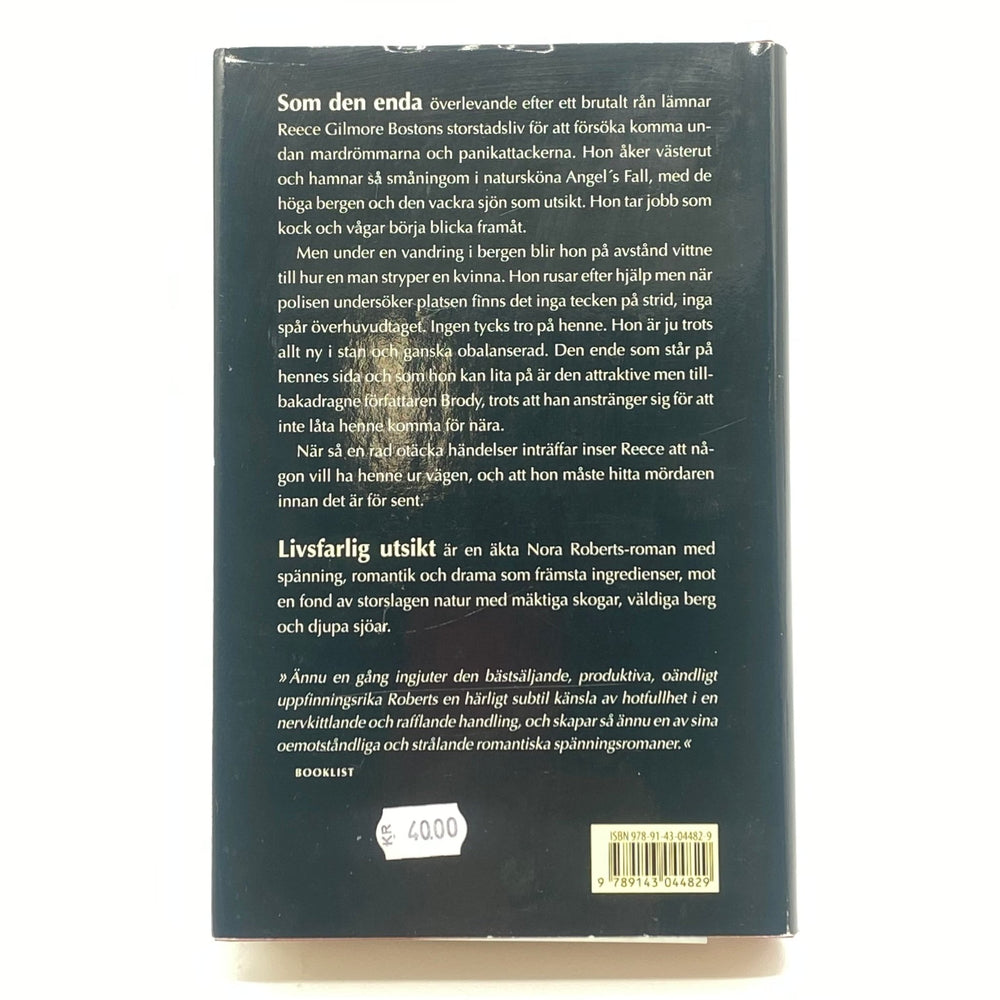 Som den enda överlevande efter ett brutalt rån lämnar
Reece Gilmore Bostons storstadsliv för att försöka komma un-
dan mardrömmarna och panikattackerna. Hon åker västerut
och hamnar så småningom i natursköna Angel´s Fall, med de
höga bergen och den vackra sjön som utsikt. Hon tar jobb som
kock och vågar börja blicka framåt.
Men under en vandring i bergen blir hon på avstånd vittne
till hur en man stryper en kvinna. Hon rusar efter hjälp men när
polisen undersöker platsen finns det inga tecken på strid, inga
spår överhuvudtaget. Ingen tycks tro på henne. Hon är ju trots
allt ny i stan och ganska obalanserad. Den ende som står på
hennes sida och som hon kan lita på är den attraktive men till-
bakadragne författaren Brody, trots att han anstränger sig för att
inte låta henne komma för nära.
När så en rad otäcka händelser inträffar inser Reece att nå-
gon vill ha henne ur vägen, och att hon måste hitta mördaren
innan det är för sent.
Livsfarlig utsikt är en äkta Nora Roberts-roman med
spänning, romantik och drama som främsta ingredienser, mot
en fond av storslagen natur med mäktiga skogar, väldiga berg
och djupa sjöar.
»Ännu en gång ingjuter den bästsäljande, produktiva, oändligt
uppfinningsrika Roberts en härligt subtil känsla av hotfullhet i en
nervkittlande och rafflande handling, och skapar så ännu en av sina
oemotståndliga och strålande romantiska spänningsromaner.«
BOOKLIST
KR 40.00
ISBN 978-91-43-04482-9
9 789143 044829